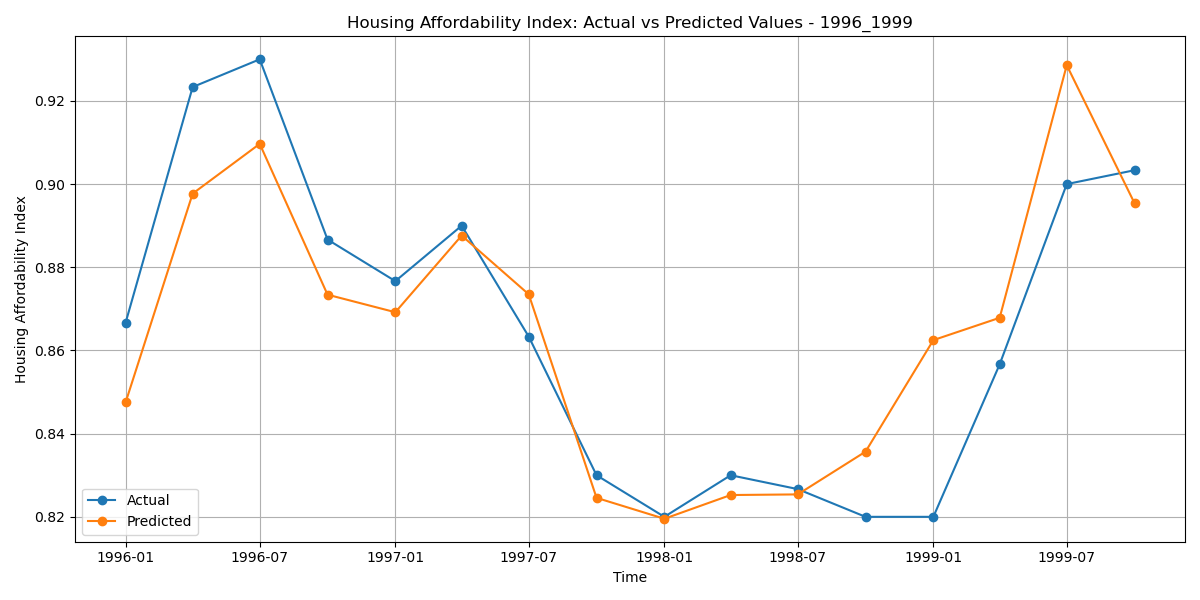 Housing Affordability Index: Actual vs Predicted Values - 1996_1999
Housing Affordability Index
0.92
0.90
0.88
0.86
0.84
0.82
Actual
Predicted
1996-01
1996-07
1997-01
1997-07
1998-01
1998-07
1999-01
1999-07
Time